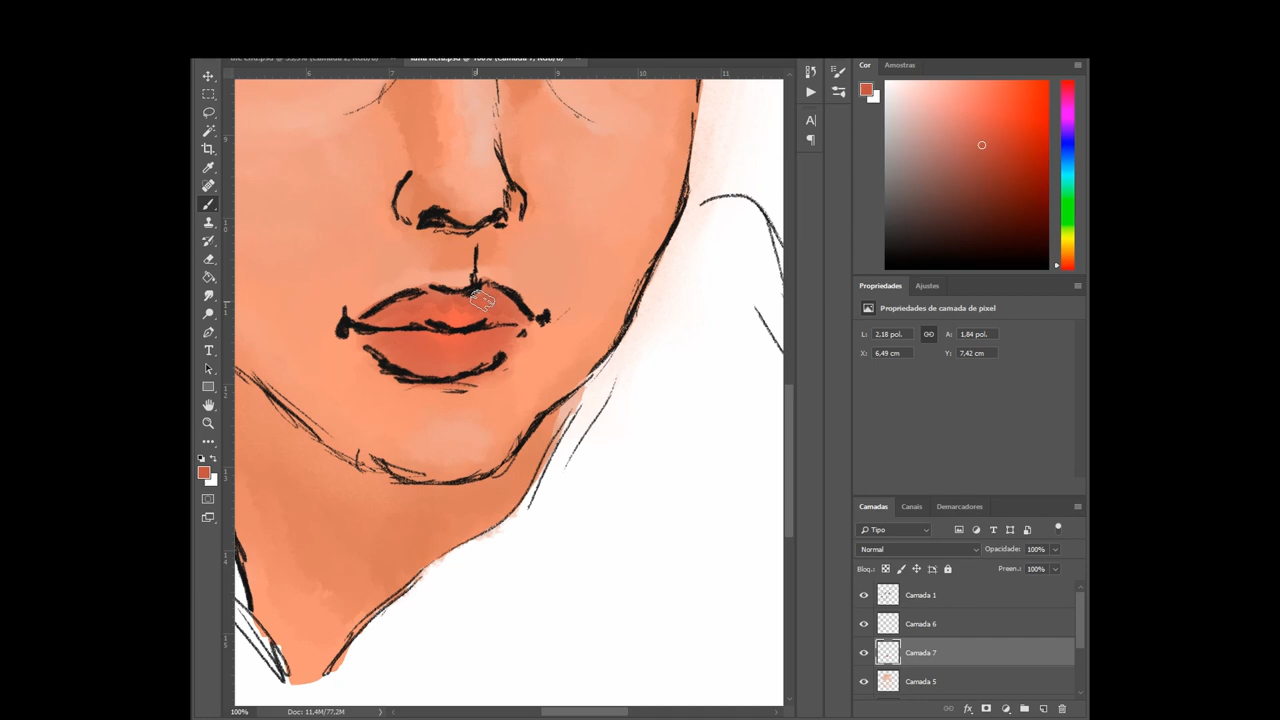 Cor Amostras
6 7 8 9 10 11
Propriedades Ajustes
Propriedades de camada de pixel
L: 2,18 pol. A: 1,84 pol.
X: 6,49 cm Y: 7,42 cm
Camadas Canais Demarcadores
Tipo
Normal Opacidade: 100%
Bloq.: Preen.: 100%
Camada 1
Camada 6
Camada 7
Camada 5
100% Doc: 11,4M/77,2M